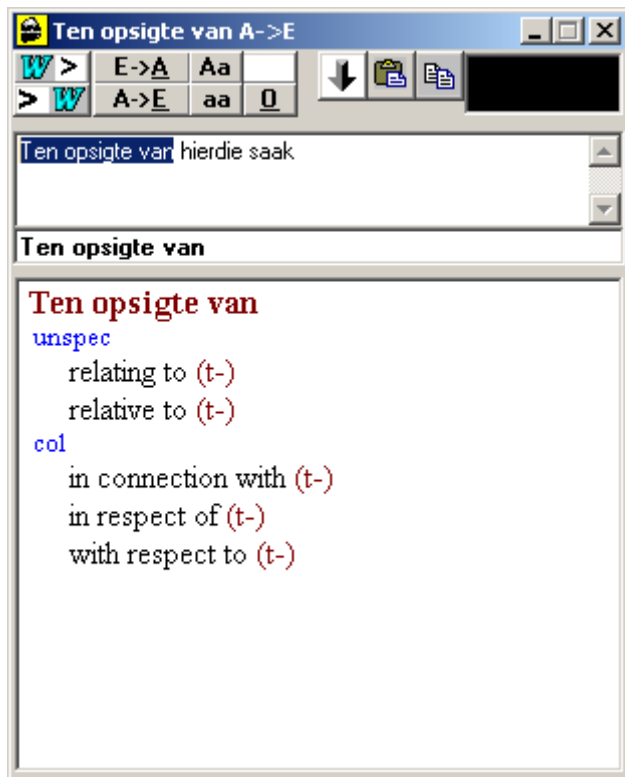 Ten opsigte van A->E
W > E->A Aa
> W A->E aa 0
Ten opsigte van hierdie saak
Ten opsigte van
Ten opsigte van
unspec
relating to (t-)
relative to (t-)
col
in connection with (t-)
in respect of (t-)
with respect to (t-)